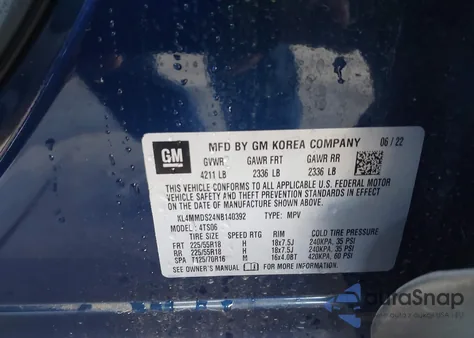 GM
MFD BY GM KOREA COMPANY 06/22
GVWR GAWR FRT GAWR RR
4211 LB 2336 LB 2336 LB
THIS VEHICLE CONFORMS TO ALL APPLICABLE U.S. FEDERAL MOTOR
VEHICLE SAFETY AND THEFT PREVENTION STANDARDS IN EFFECT
ON THE DATE OF MANUFACTURE SHOWN ABOVE.
KL4MMDS24NB140392 TYPE: MPV
MODEL: 4TS06
TIRE SIZE SPEED RTG RIM COLD TIRE PRESSURE
FRT 225/55R18 H 18x7.5J 240KPA, 35 PSI
RR 225/55R18 H 18x7.5J 240KPA, 35 PSI
SPA T125/70R16 M 16x4.08T 420KPA, 60 PSI
SEE OWNER'S MANUAL FOR MORE INFORMATION.
AuraSnap